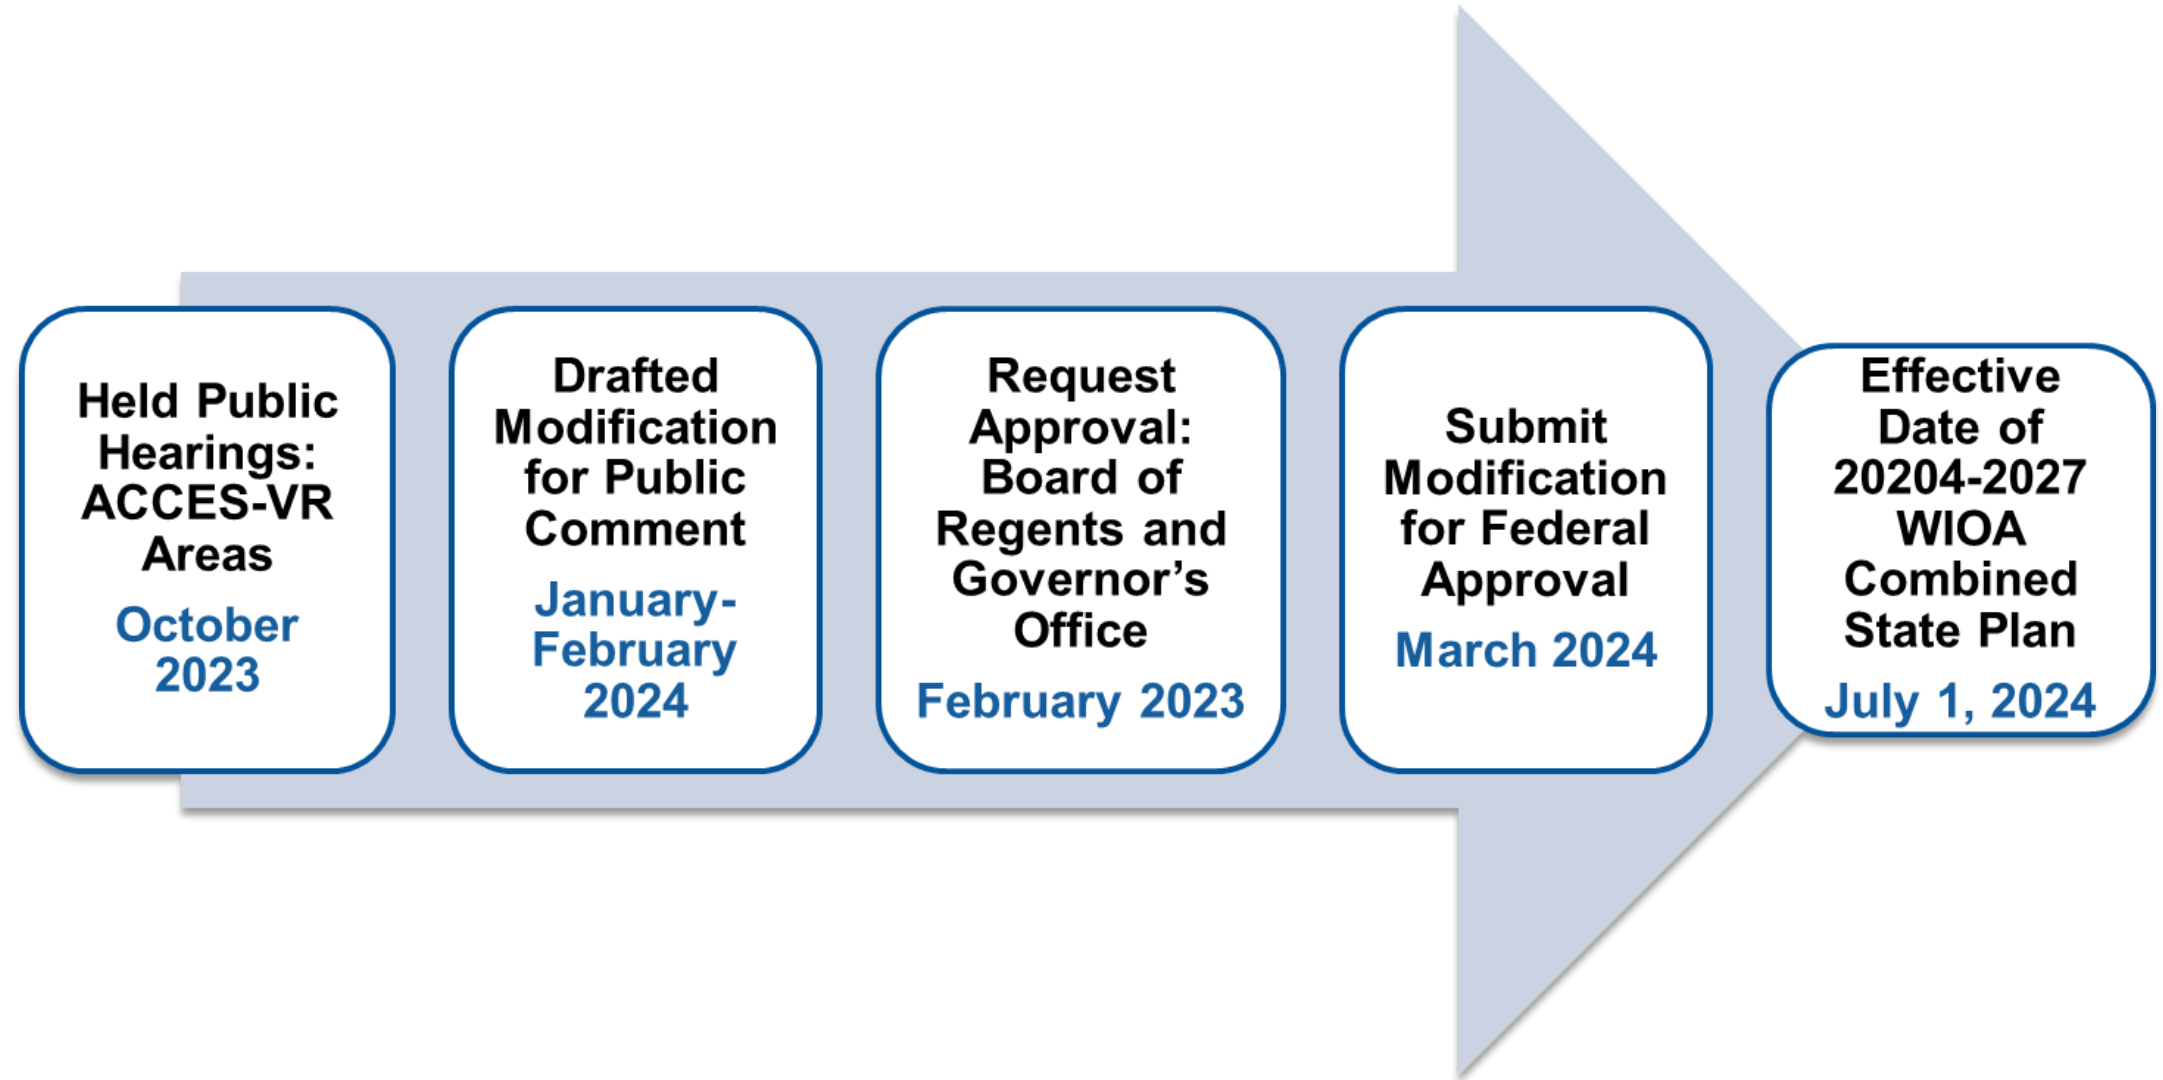 Held Public
Hearings:
ACCES-VR
Areas
October
2023
Drafted
Modification
for Public
Comment
January-
February
2024
Request
Approval:
Board of
Regents and
Governor’s
Office
February 2023
Submit
Modification
for Federal
Approval
March 2024
Effective
Date of
20204-2027
WIOA
Combined
State Plan
July 1, 2024